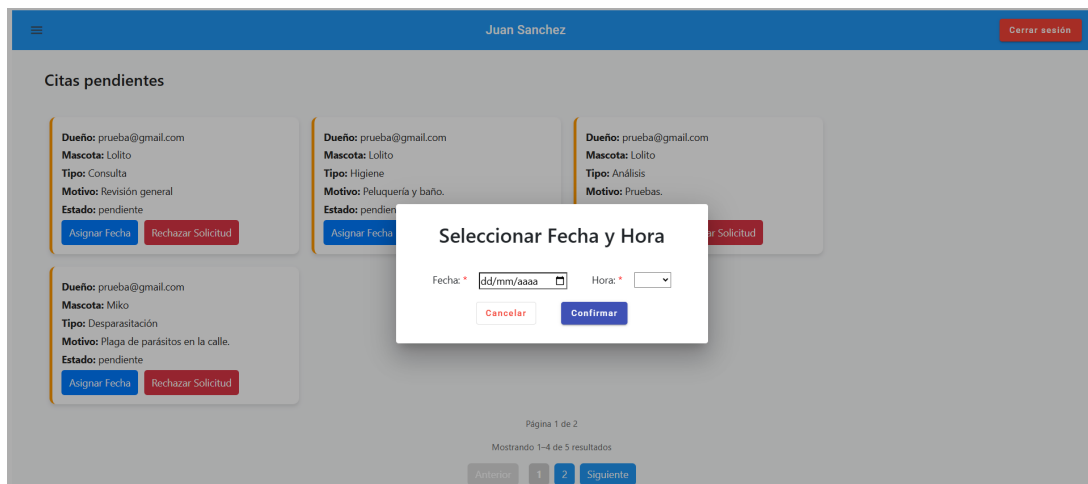 Juan Sanchez
Cerrar sesión
Citas pendientes
Dueño: prueba@gmail.com
Mascota: Lolito
Tipo: Consulta
Motivo: Revisión general
Estado: pendiente
Asignar Fecha Rechazar Solicitud
Dueño: prueba@gmail.com
Mascota: Lolito
Tipo: Higiene
Motivo: Peluquería y baño.
Estado: pendien
Asignar Fecha
Dueño: prueba@gmail.com
Mascota: Lolito
Tipo: Análisis
Motivo: Pruebas.
ar Solicitud
Dueño: prueba@gmail.com
Mascota: Miko
Tipo: Desparasitación
Motivo: Plaga de parásitos en la calle.
Estado: pendiente
Asignar Fecha Rechazar Solicitud
Seleccionar Fecha y Hora
Fecha: * dd/mm/aaaa Hora: *
Cancelar Confirmar
Página 1 de 2
Mostrando 1–4 de 5 resultados
Anterior 1 2 Siguiente